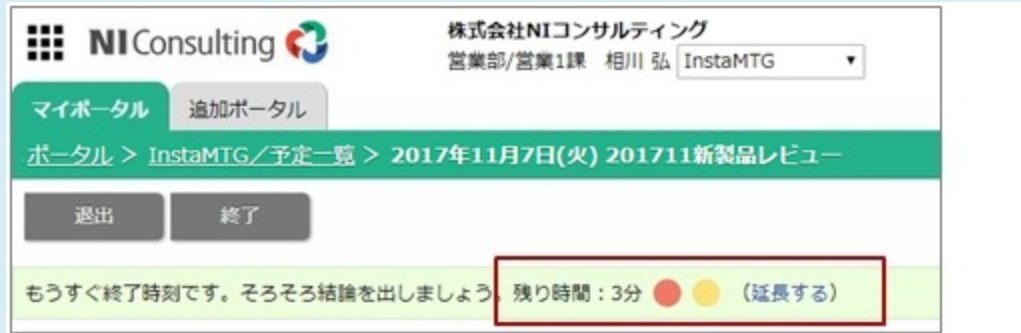 NI Consulting
株式会社NIコンサルティング
営業部/営業1課 相川 弘 InstaMTG
マイポータル 追加ポータル
ポータル > InstaMTG/予定一覧 > 2017年11月7日(火) 201711新製品レビュー
退出 終了
もうすぐ終了時刻です。そろそろ結論を出しましょう。残り時間:3分 (延長する)